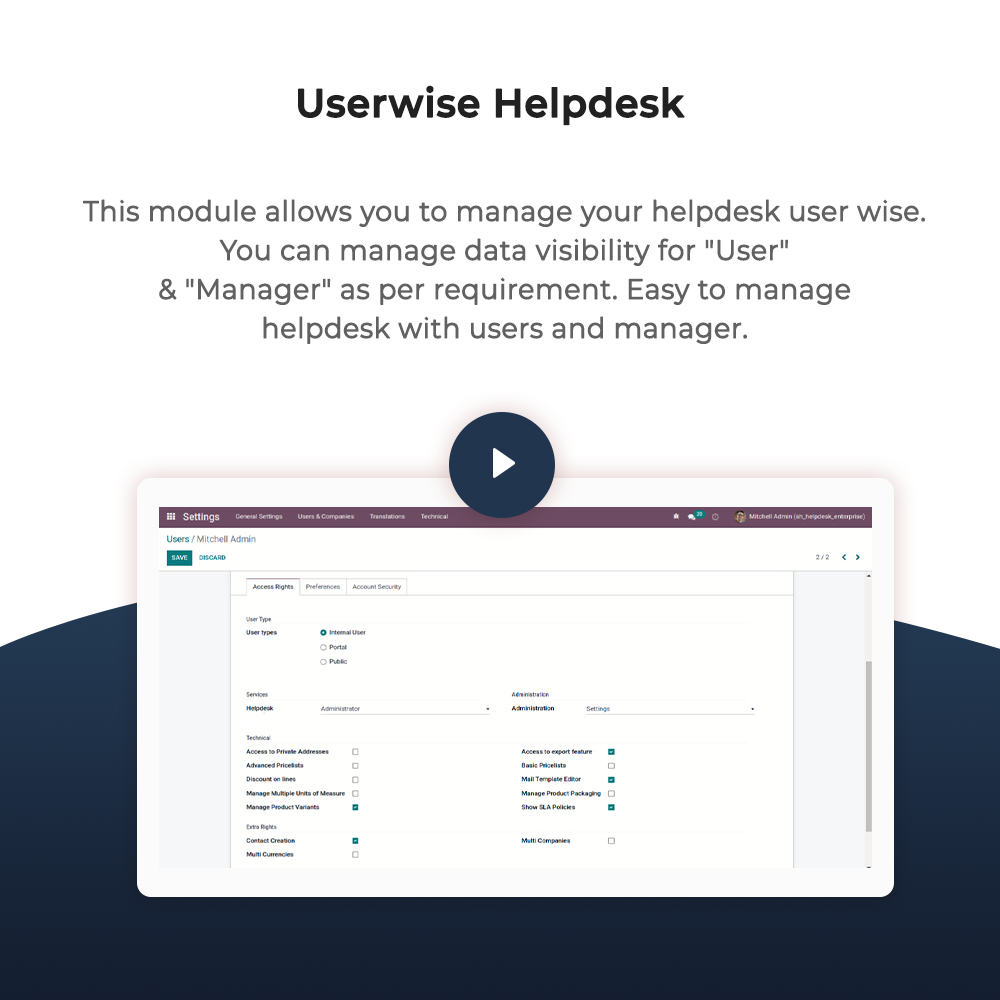 Userwise Helpdesk
This module allows you to manage your helpdesk user wise.
You can manage data visibility for "User"
& "Manager" as per requirement. Easy to manage
helpdesk with users and manager.
Settings General Settings Users & Companies Translations Technical 20 Mitchell Admin (sh_helpdesk_enterprise)
Users / Mitchell Admin
SAVE DISCARD 2 / 2
Access Rights Preferences Account Security
User Type
User types Internal User
Portal
Public
Services Administration
Helpdesk Administrator Administration Settings
Technical
Access to Private Addresses Access to export feature
Advanced Pricelists Basic Pricelists
Discount on lines Mail Template Editor
Manage Multiple Units of Measure Manage Product Packaging
Manage Product Variants Show SLA Policies
Extra Rights
Contact Creation Multi Companies
Multi Currencies